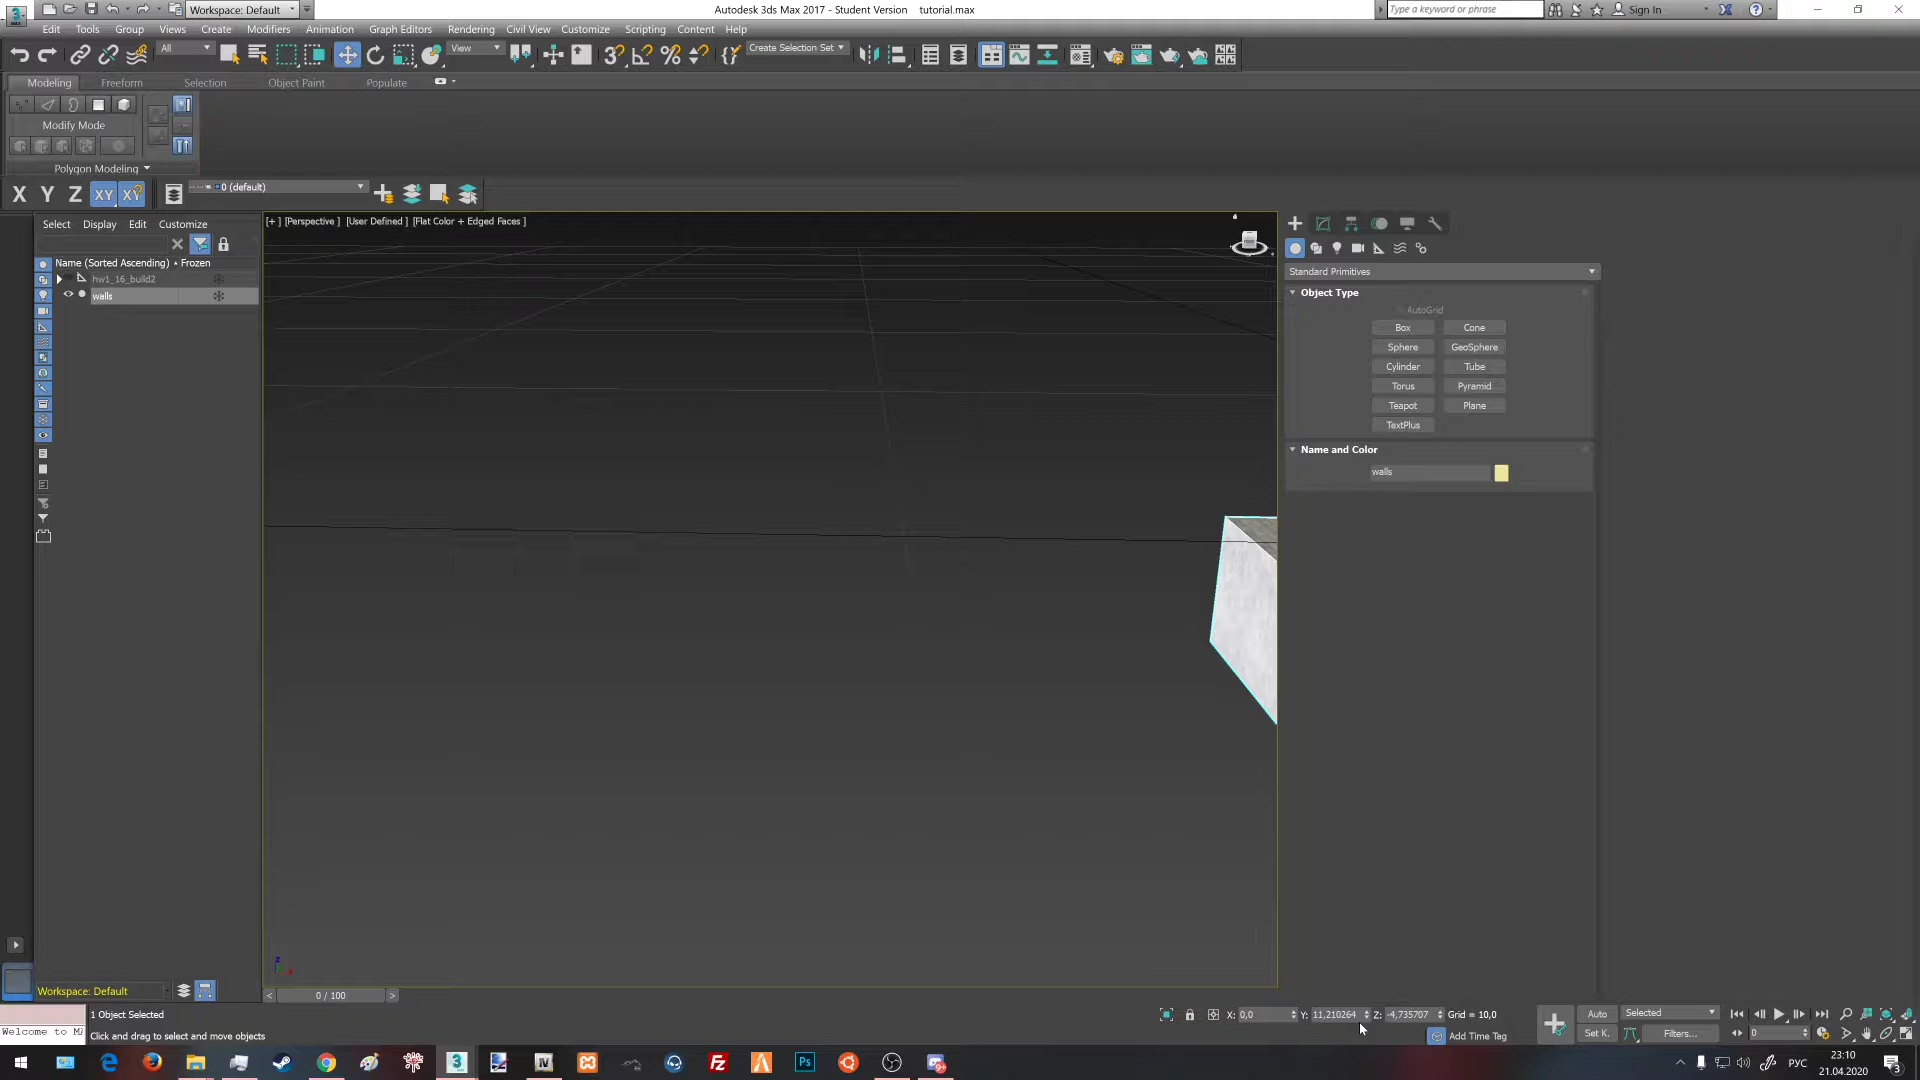 Workspace: Default
Autodesk 3ds Max 2017 - Student Version tutorial.max
Type a keyword or phrase
Sign In
Edit Tools Group Views Create Modifiers Animation Graph Editors Rendering Civil View Customize Scripting Content Help
All
View
Create Selection Set
Modeling Freeform Selection Object Paint Populate
Modify Mode
Polygon Modeling
X Y Z XY XY
0 (default)
Select Display Edit Customize
Name (Sorted Ascending) Frozen
hw1_16_build2
walls
[+] [Perspective] [User Defined] [Flat Color + Edged Faces]
Standard Primitives
Object Type
AutoGrid
Box Cone
Sphere GeoSphere
Cylinder Tube
Torus Pyramid
Teapot Plane
TextPlus
Name and Color
walls
Workspace: Default
0 / 100
Welcome to M
1 Object Selected
Click and drag to select and move objects
X: 0,0 Y: 11,210264 Z: -4,735707 Grid = 10,0
Add Time Tag
Auto Selected
Set K. Filters...
0
РУС
23:10
21.04.2020